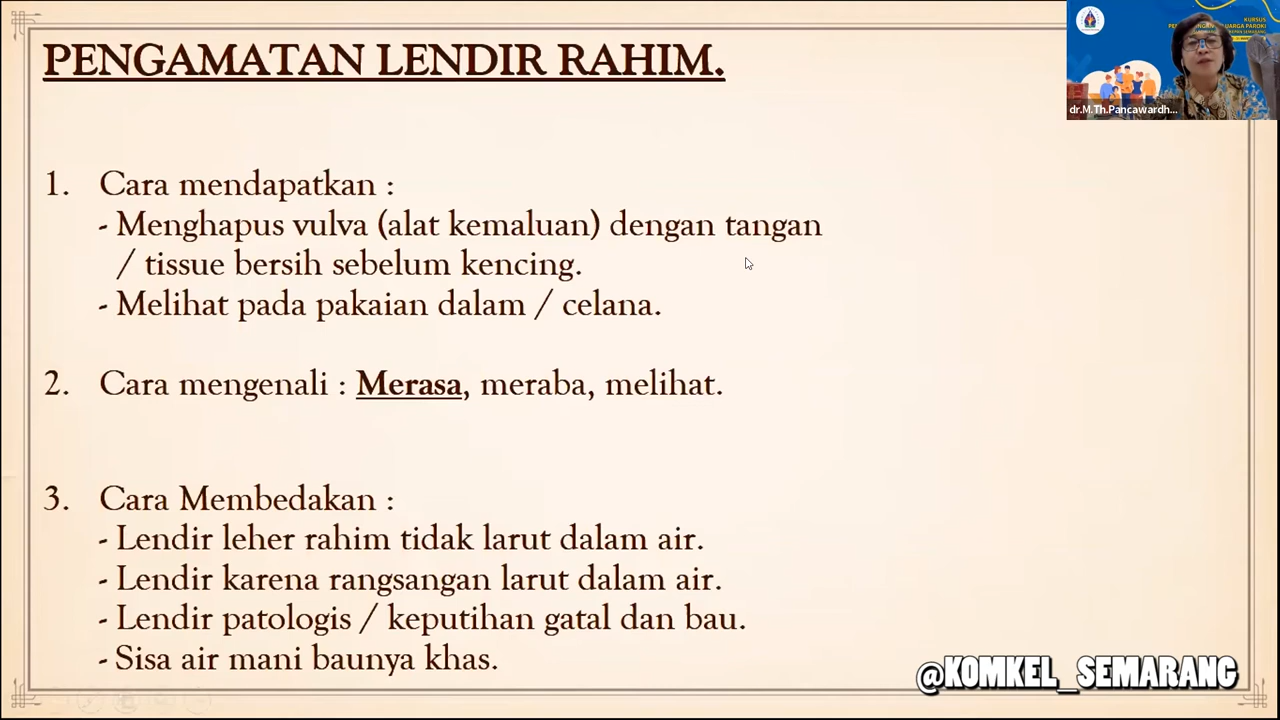 PENGAMATAN LENDIR RAHIM.
KURSUS
dr.M.Th.Pancawardh...
1. Cara mendapatkan :
- Menghapus vulva (alat kemaluan) dengan tangan
/ tissue bersih sebelum kencing.
- Melihat pada pakaian dalam / celana.
2. Cara mengenali : Merasa, meraba, melihat.
3. Cara Membedakan :
- Lendir leher rahim tidak larut dalam air.
- Lendir karena rangsangan larut dalam air.
- Lendir patologis / keputihan gatal dan bau.
- Sisa air mani baunya khas.
@KOMKEL_SEMARANG